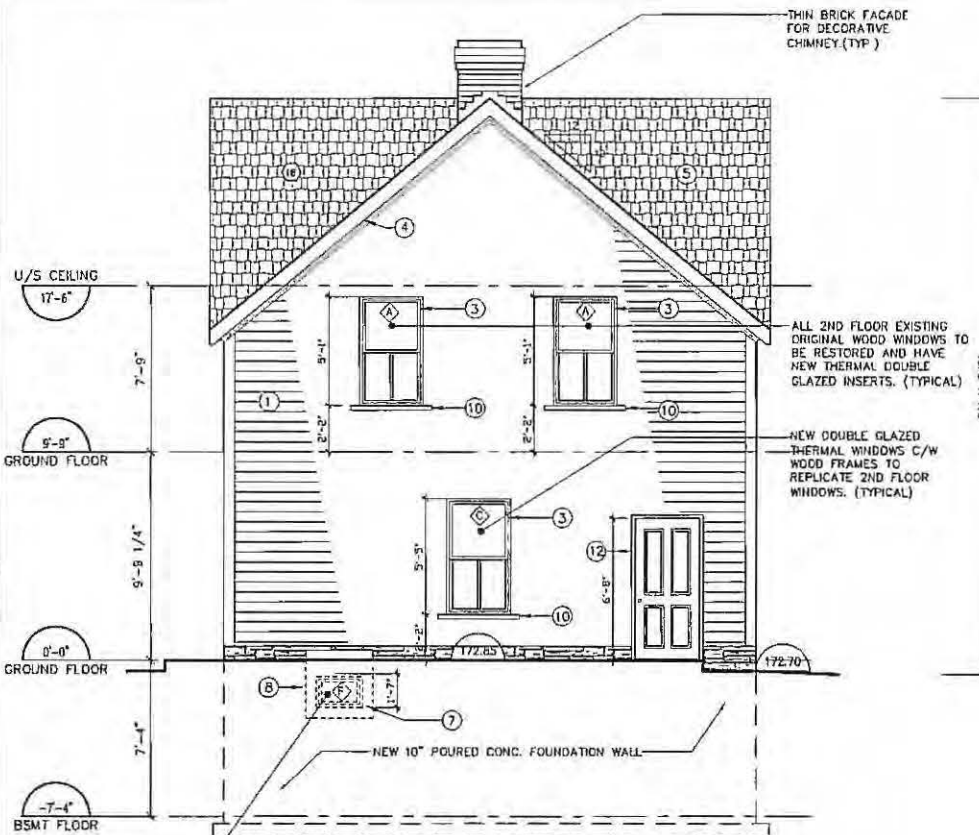 THIN BRICK FACADE
FOR DECORATIVE
CHIMNEY.(TYP )
12
18
5
4
U/S CEILING
17'-6"
A
3
A
3
ALL 2ND FLOOR EXISTING
ORIGINAL WOOD WINDOWS TO
BE RESTORED AND HAVE
NEW THERMAL DOUBLE
GLAZED INSERTS. (TYPICAL)
7'-9"
5'-1"
5'-1"
1
10
10
2'-2"
2'-2"
9'-9"
GROUND FLOOR
NEW DOUBLE GLAZED
THERMAL WINDOWS C/W
WOOD FRAMES TO
REPLICATE 2ND FLOOR
WINDOWS. (TYPICAL)
C
3
9'-9 1/4"
5'-5"
12
6'-8"
10
2'-2"
0'-0"
GROUND FLOOR
172.85
172.70
8
F
1'-7"
7
7'-4"
NEW 10" POURED CONC. FOUNDATION WALL
-7'-4"
BSMT FLOOR